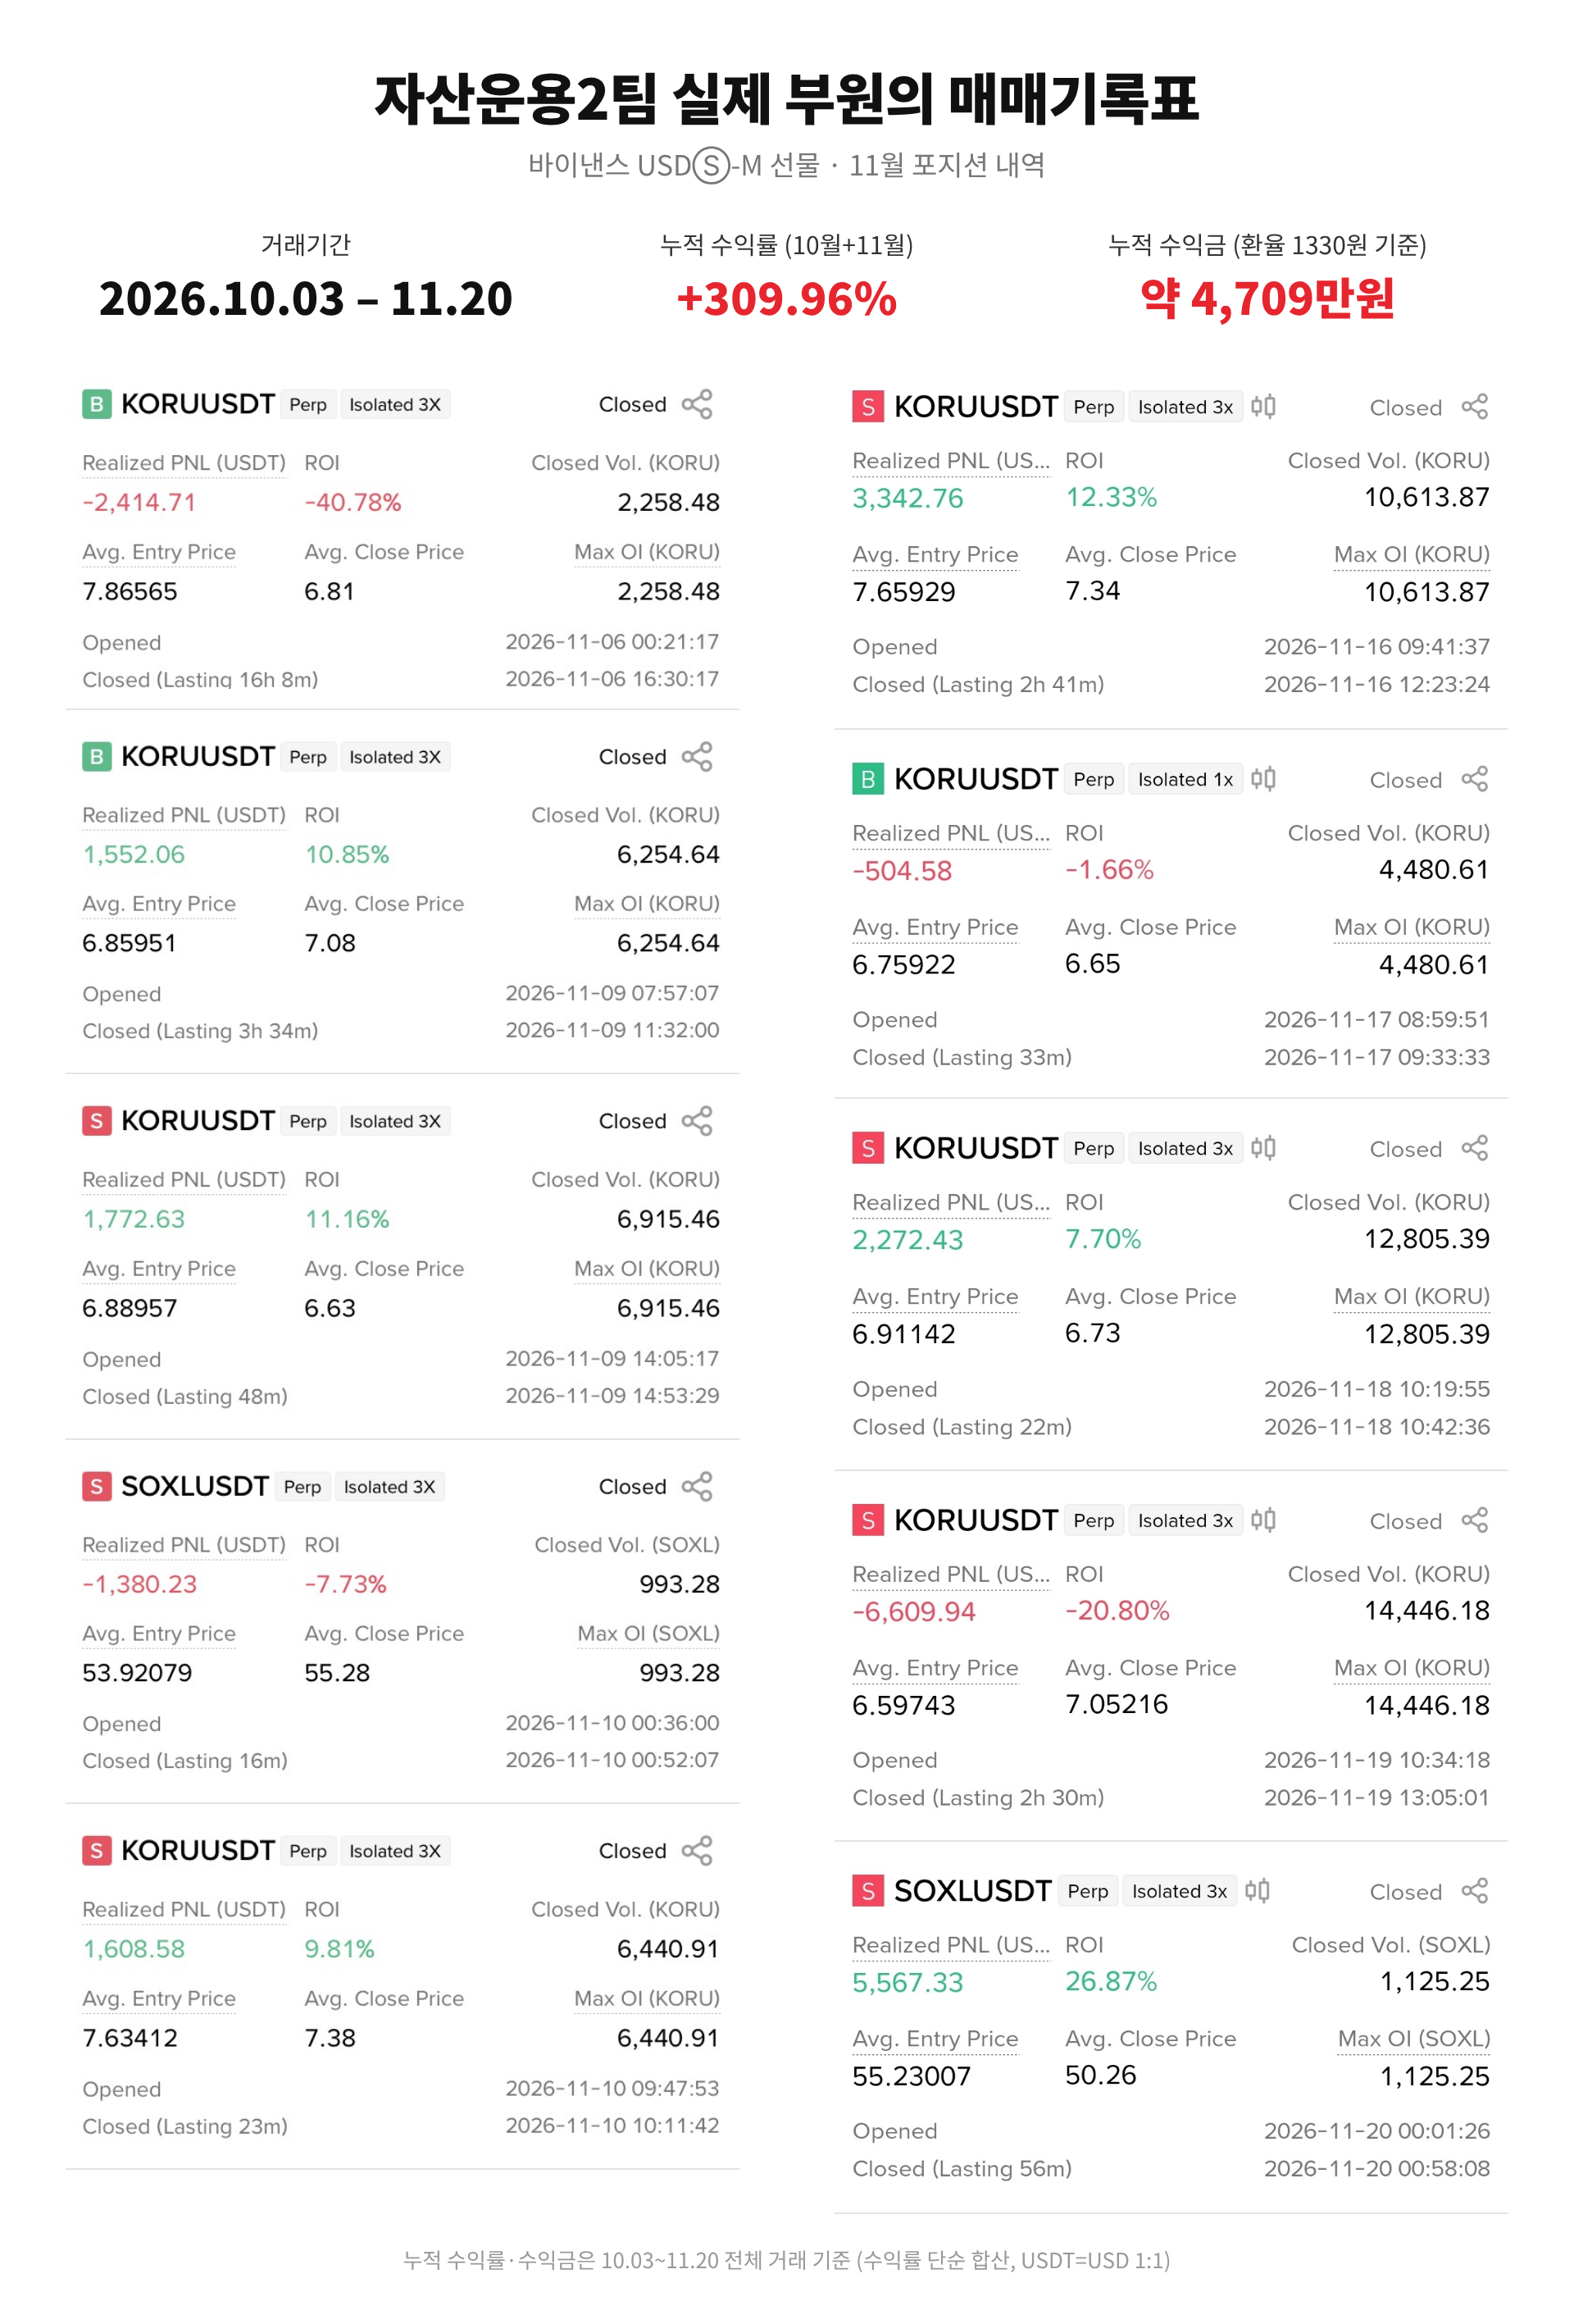 자산운용2팀 실제 부원의 매매기록표
바이낸스 USDⓈ-M 선물 · 11월 포지션 내역
거래기간
2026.10.03 – 11.20
누적 수익률 (10월+11월)
+309.96%
누적 수익금 (환율 1330원 기준)
약 4,709만원
B KORUUSDT Perp Isolated 3X Closed
Realized PNL (USDT) ROI Closed Vol. (KORU)
-2,414.71 -40.78% 2,258.48
Avg. Entry Price Avg. Close Price Max OI (KORU)
7.86565 6.81 2,258.48
Opened 2026-11-06 00:21:17
Closed (Lasting 16h 8m) 2026-11-06 16:30:17
B KORUUSDT Perp Isolated 3X Closed
Realized PNL (USDT) ROI Closed Vol. (KORU)
1,552.06 10.85% 6,254.64
Avg. Entry Price Avg. Close Price Max OI (KORU)
6.85951 7.08 6,254.64
Opened 2026-11-09 07:57:07
Closed (Lasting 3h 34m) 2026-11-09 11:32:00
S KORUUSDT Perp Isolated 3X Closed
Realized PNL (USDT) ROI Closed Vol. (KORU)
1,772.63 11.16% 6,915.46
Avg. Entry Price Avg. Close Price Max OI (KORU)
6.88957 6.63 6,915.46
Opened 2026-11-09 14:05:17
Closed (Lasting 48m) 2026-11-09 14:53:29
S SOXLUSDT Perp Isolated 3X Closed
Realized PNL (USDT) ROI Closed Vol. (SOXL)
-1,380.23 -7.73% 993.28
Avg. Entry Price Avg. Close Price Max OI (SOXL)
53.92079 55.28 993.28
Opened 2026-11-10 00:36:00
Closed (Lasting 16m) 2026-11-10 00:52:07
S KORUUSDT Perp Isolated 3X Closed
Realized PNL (USDT) ROI Closed Vol. (KORU)
1,608.58 9.81% 6,440.91
Avg. Entry Price Avg. Close Price Max OI (KORU)
7.63412 7.38 6,440.91
Opened 2026-11-10 09:47:53
Closed (Lasting 23m) 2026-11-10 10:11:42
S KORUUSDT Perp Isolated 3x Closed
Realized PNL (US... ROI Closed Vol. (KORU)
3,342.76 12.33% 10,613.87
Avg. Entry Price Avg. Close Price Max OI (KORU)
7.65929 7.34 10,613.87
Opened 2026-11-16 09:41:37
Closed (Lasting 2h 41m) 2026-11-16 12:23:24
B KORUUSDT Perp Isolated 1x Closed
Realized PNL (US... ROI Closed Vol. (KORU)
-504.58 -1.66% 4,480.61
Avg. Entry Price Avg. Close Price Max OI (KORU)
6.75922 6.65 4,480.61
Opened 2026-11-17 08:59:51
Closed (Lasting 33m) 2026-11-17 09:33:33
S KORUUSDT Perp Isolated 3x Closed
Realized PNL (US... ROI Closed Vol. (KORU)
2,272.43 7.70% 12,805.39
Avg. Entry Price Avg. Close Price Max OI (KORU)
6.91142 6.73 12,805.39
Opened 2026-11-18 10:19:55
Closed (Lasting 22m) 2026-11-18 10:42:36
S KORUUSDT Perp Isolated 3x Closed
Realized PNL (US... ROI Closed Vol. (KORU)
-6,609.94 -20.80% 14,446.18
Avg. Entry Price Avg. Close Price Max OI (KORU)
6.59743 7.05216 14,446.18
Opened 2026-11-19 10:34:18
Closed (Lasting 2h 30m) 2026-11-19 13:05:01
S SOXLUSDT Perp Isolated 3x Closed
Realized PNL (US... ROI Closed Vol. (SOXL)
5,567.33 26.87% 1,125.25
Avg. Entry Price Avg. Close Price Max OI (SOXL)
55.23007 50.26 1,125.25
Opened 2026-11-20 00:01:26
Closed (Lasting 56m) 2026-11-20 00:58:08
누적 수익률·수익금은 10.03~11.20 전체 거래 기준 (수익률 단순 합산, USDT=USD 1:1)